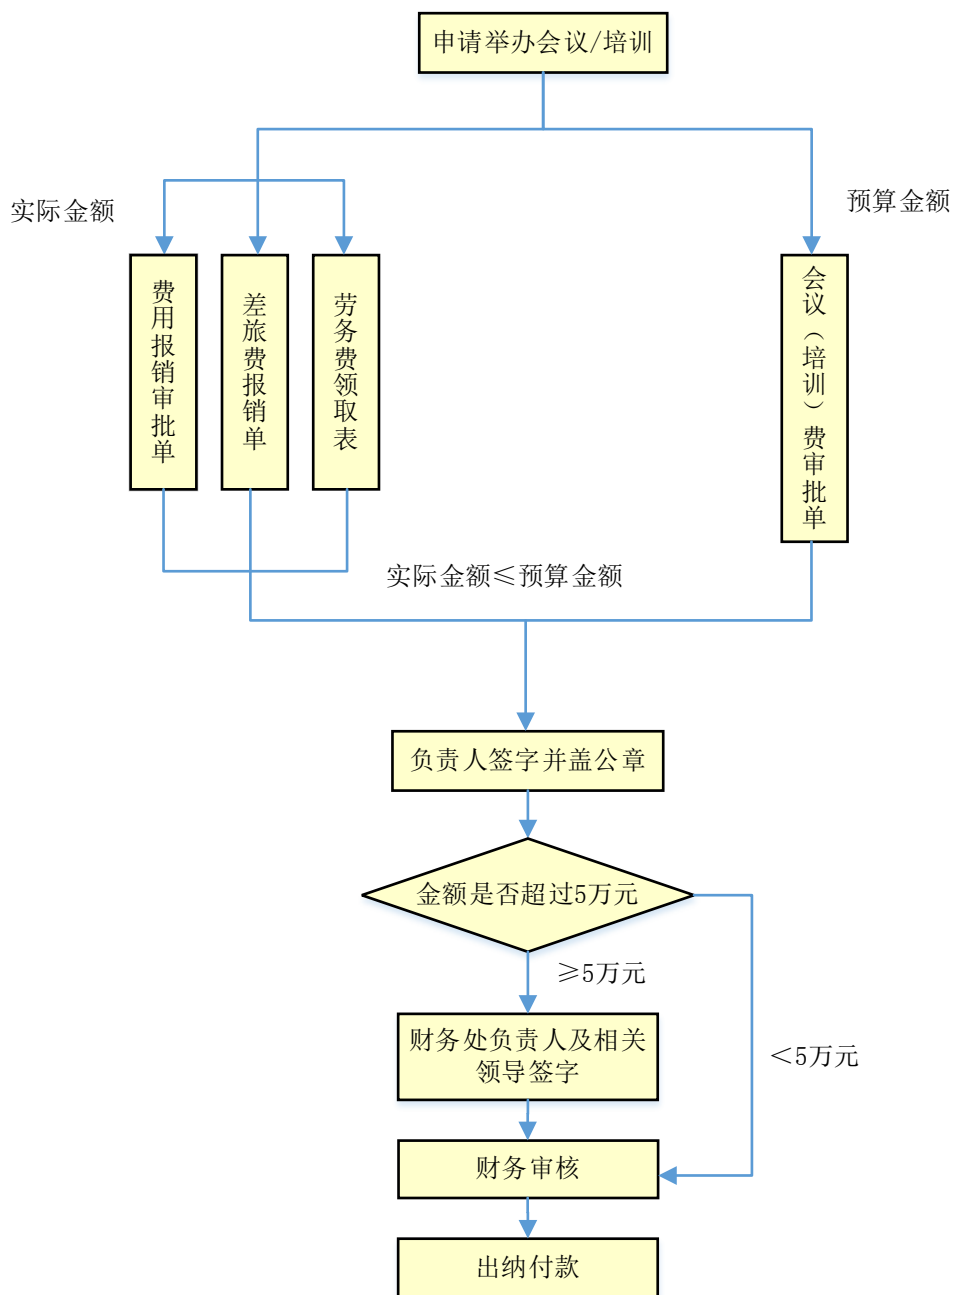 申请举办会议/培训
实际金额
预算金额
费用报销审批单
差旅费报销单
劳务费领取表
会议（培训）费审批单
实际金额≤预算金额
负责人签字并盖公章
金额是否超过5万元
≥5万元
财务处负责人及相关
领导签字
＜5万元
财务审核
出纳付款